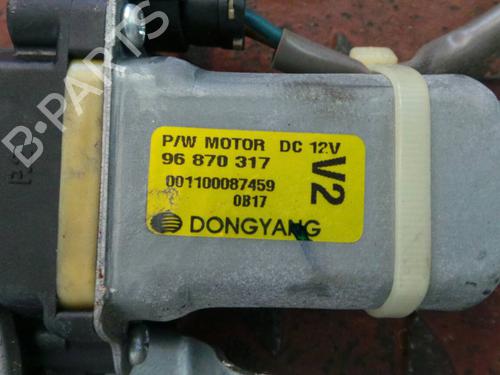 B-PARTS
P/W MOTOR DC 12V
96 870 317
V2
001100087459
0B17
DONGYANG